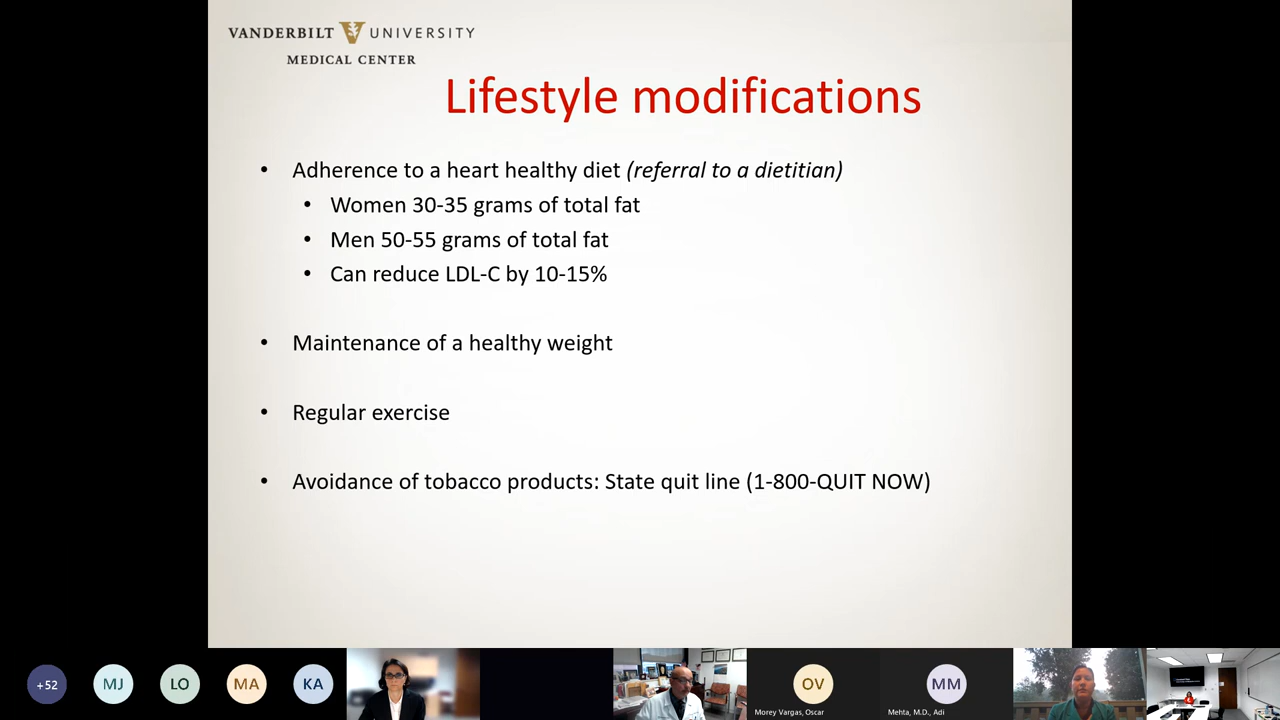 VANDERBILT UNIVERSITY
MEDICAL CENTER
Lifestyle modifications
• Adherence to a heart healthy diet (referral to a dietitian)
• Women 30-35 grams of total fat
• Men 50-55 grams of total fat
• Can reduce LDL-C by 10-15%
• Maintenance of a healthy weight
• Regular exercise
• Avoidance of tobacco products: State quit line (1-800-QUIT NOW)
+52
MJ
LO
MA
KA
OV
MM
Morey Vargas, Oscar
Mehta, M.D., Adi